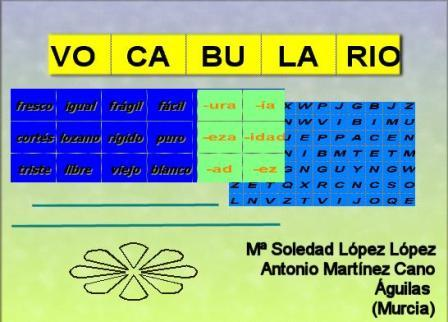 VO CA BU LA RIO
fresco igual frágil fácil -ura -ía
cortés lozano rígido puro -eza -idad
triste libre viejo blanco -ad -ez
X W P J G B J Z
N W V I B I M U
J E P P A C E N
N I B M T E T M
G N G U Y N G W
Z E T Q X R C N C S O
L N V Z T V I J O Q E
Mª Soledad López López
Antonio Martínez Cano
Águilas
(Murcia)